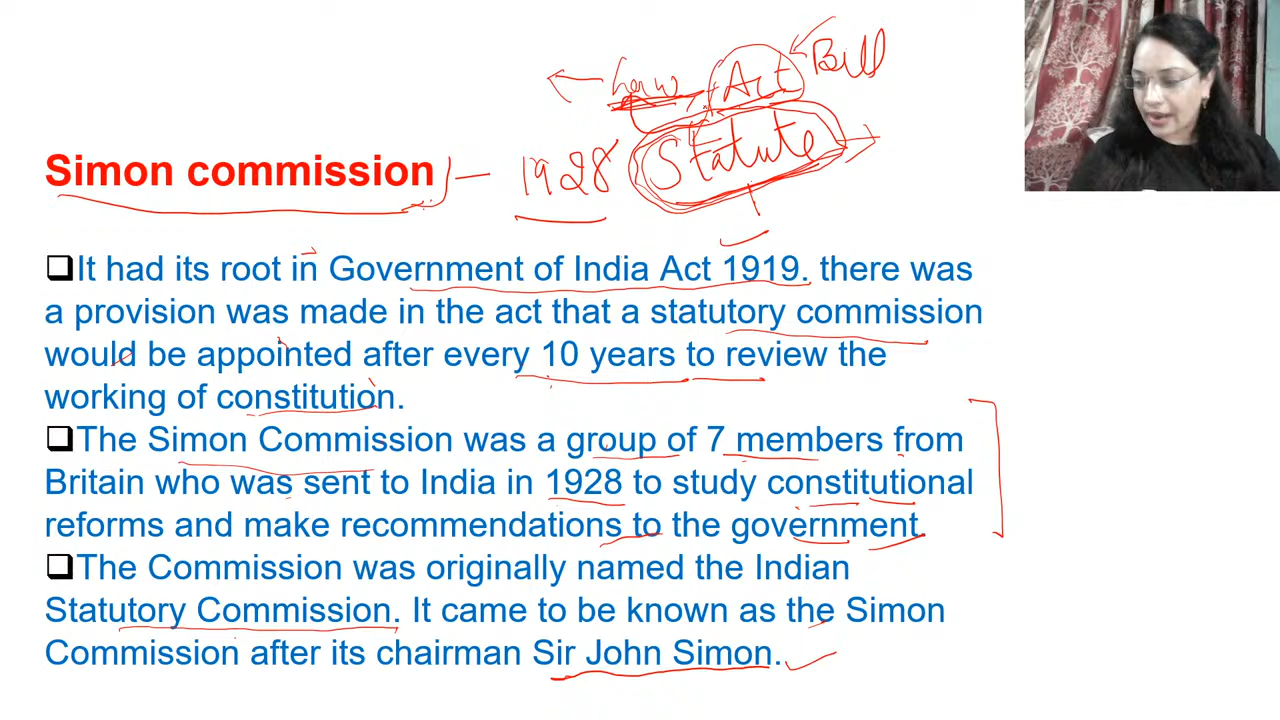 Law Act Bill
Simon commission - 1928 Statute
It had its root in Government of India Act 1919. there was
a provision was made in the act that a statutory commission
would be appointed after every 10 years to review the
working of constitution.
The Simon Commission was a group of 7 members from
Britain who was sent to India in 1928 to study constitutional
reforms and make recommendations to the government.
The Commission was originally named the Indian
Statutory Commission. It came to be known as the Simon
Commission after its chairman Sir John Simon.